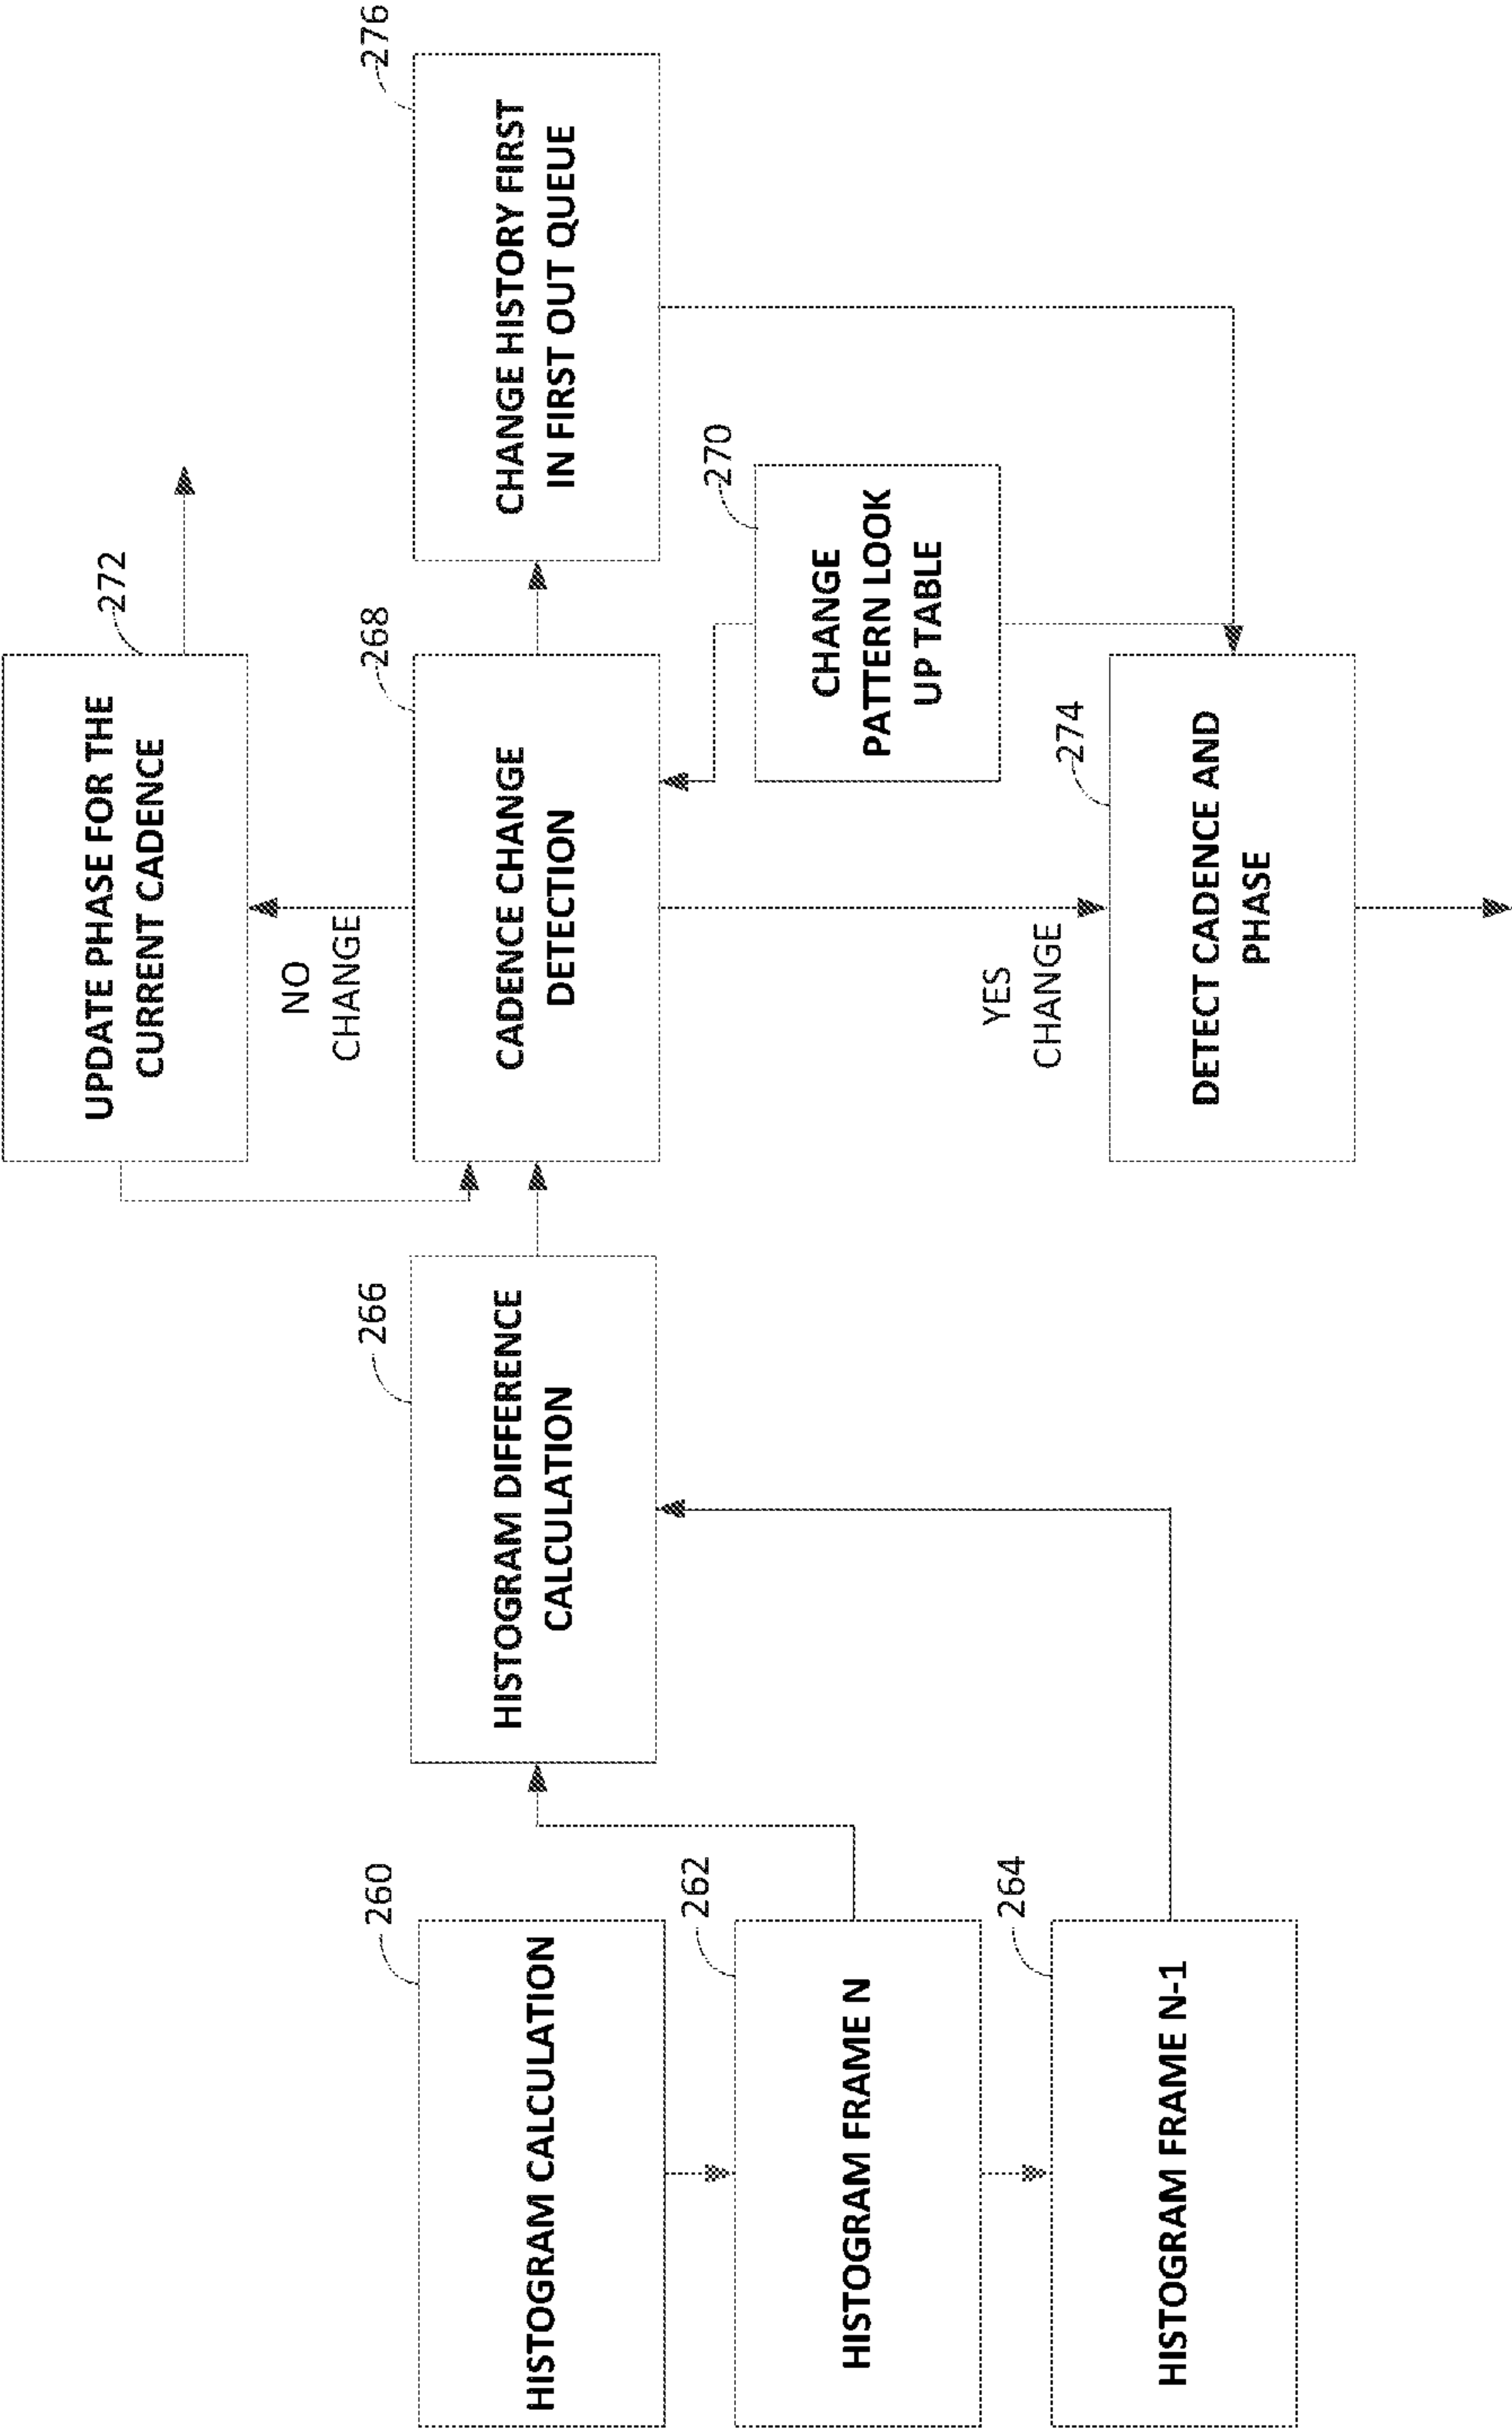 UPDATE PHASE FOR THE
CURRENT CADENCE
272
NO
CHANGE
260
HISTOGRAM CALCULATION
266
HISTOGRAM DIFFERENCE
CALCULATION
268
CADENCE CHANGE
DETECTION
276
CHANGE HISTORY FIRST
IN FIRST OUT QUEUE
262
HISTOGRAM FRAME N
270
CHANGE
PATTERN LOOK
UP TABLE
YES
CHANGE
264
HISTOGRAM FRAME N-1
274
DETECT CADENCE AND
PHASE